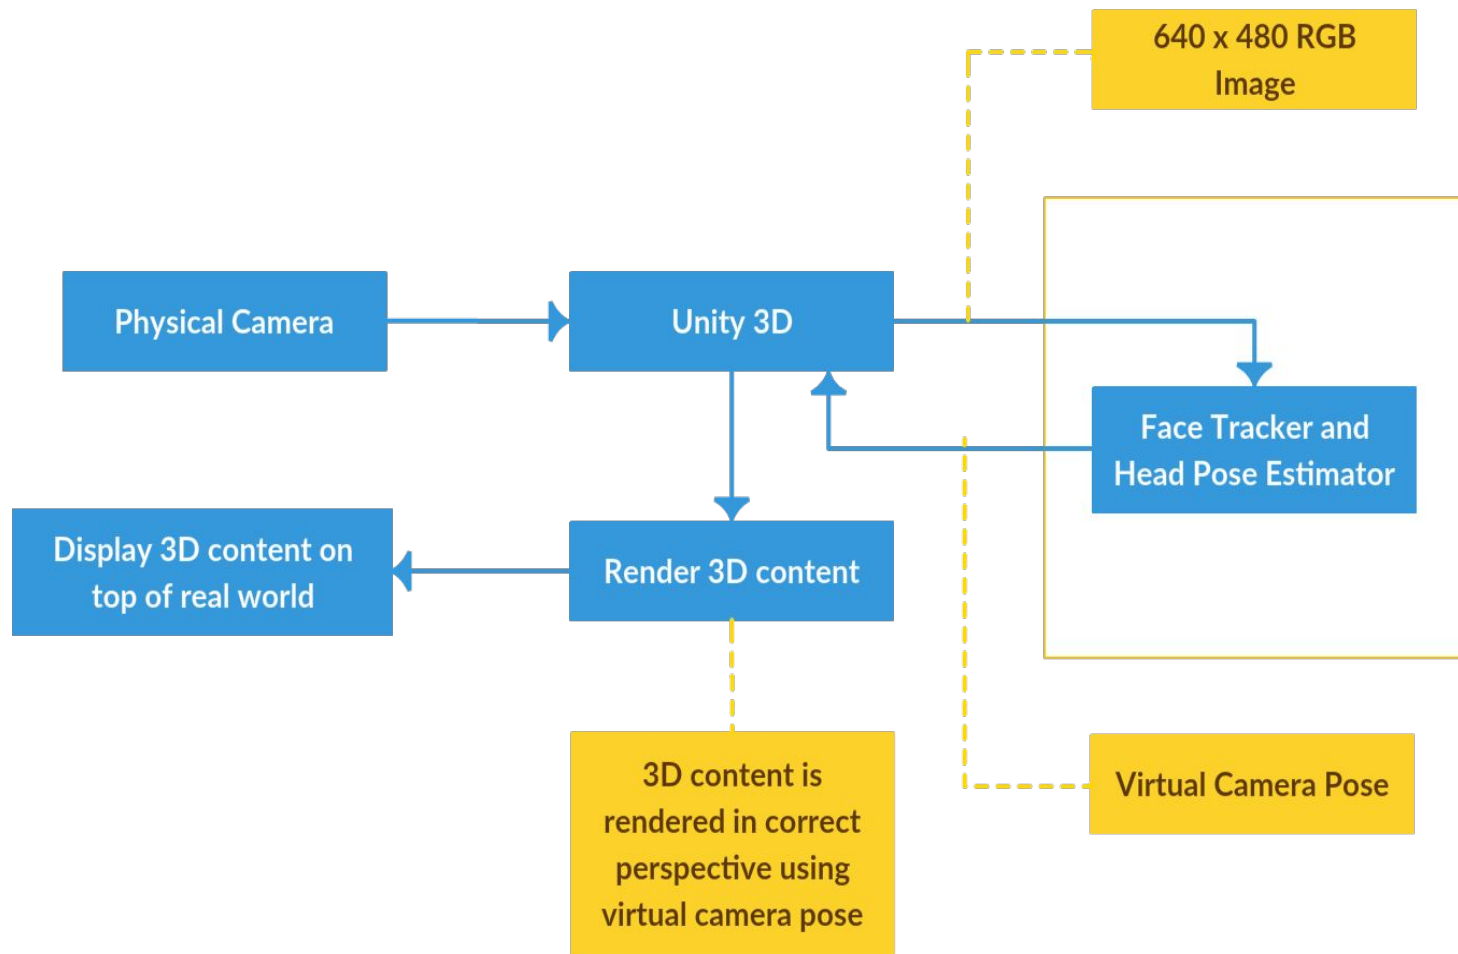 640 x 480 RGB
Image
Physical Camera
Unity 3D
Face Tracker and
Head Pose Estimator
Display 3D content on
top of real world
Render 3D content
3D content is
rendered in correct
perspective using
virtual camera pose
Virtual Camera Pose